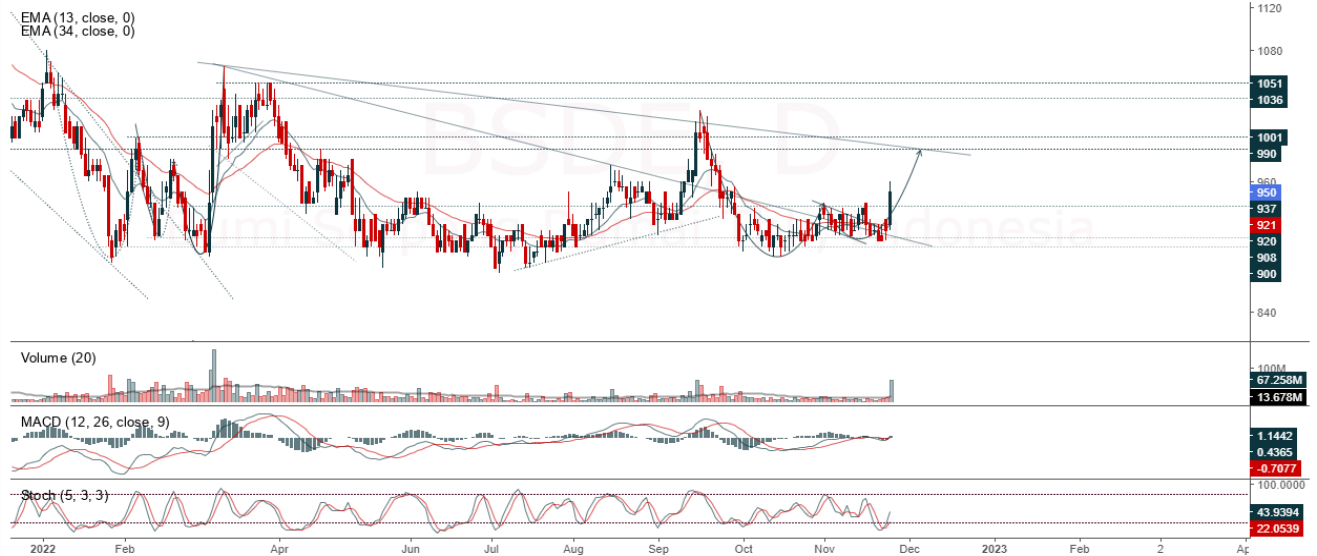 EMA (13, close, 0)
EMA (34, close, 0)
BSDE
1120
1080
1051
1036
1001
990
960
950
937
921
920
908
900
840
Volume (20)
100M
67.258M
13.678M
MACD (12, 26, close, 9)
1.1442
0.4365
-0.7077
Stoch (5, 3, 3)
100.0000
43.9394
22.0539
2022 Feb Apr Jun Jul Aug Sep Oct Nov Dec 2023 Feb 2 Ap